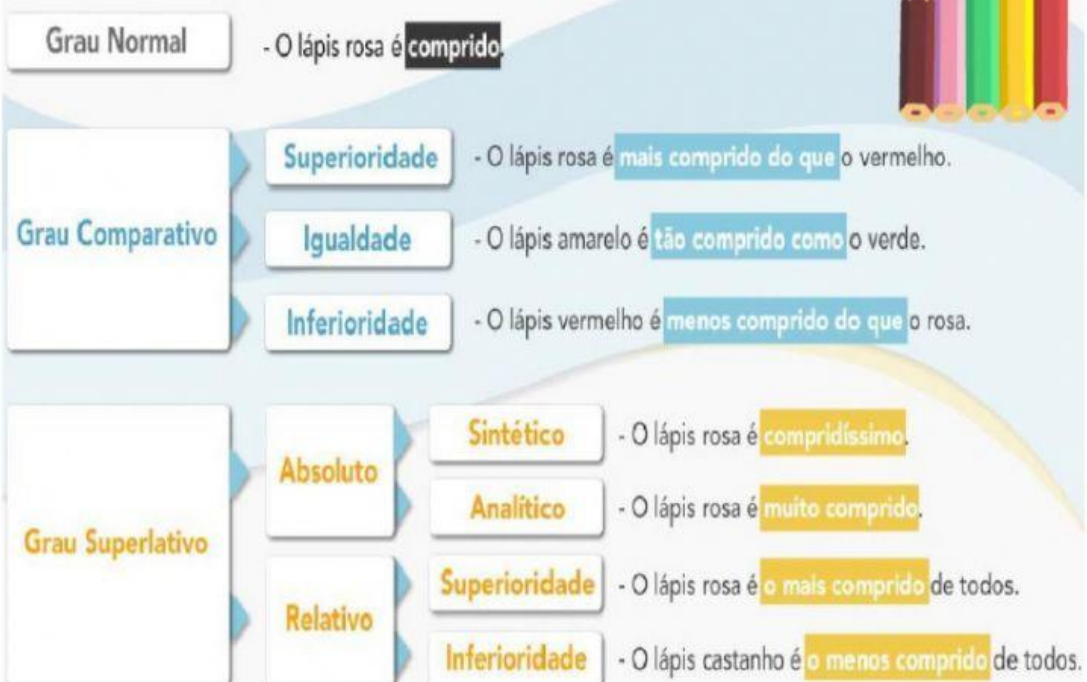 Grau Normal - O lápis rosa é comprido.
Superioridade - O lápis rosa é mais comprido do que o vermelho.
Grau Comparativo Igualdade - O lápis amarelo é tão comprido como o verde.
Inferioridade - O lápis vermelho é menos comprido do que o rosa.
Sintético - O lápis rosa é compridíssimo.
Absoluto
Analítico - O lápis rosa é muito comprido.
Grau Superlativo
Superioridade - O lápis rosa é o mais comprido de todos.
Relativo
Inferioridade - O lápis castanho é o menos comprido de todos.